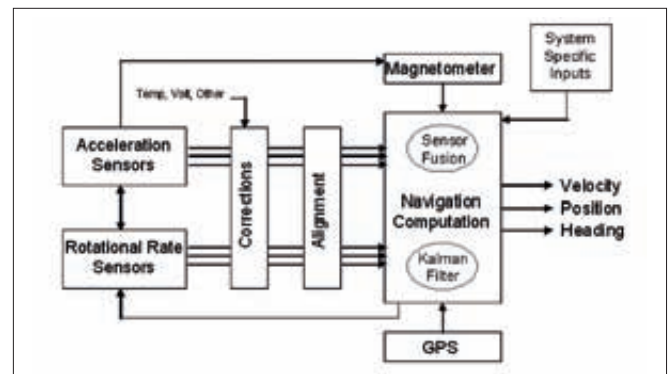 System
Specific
Inputs
Magnetometer
Temp, Volt, Other
Acceleration
Sensors
Corrections
Alignment
Sensor
Fusion
Navigation
Computation
Velocity
Position
Heading
Rotational Rate
Sensors
Kalman
Filter
GPS